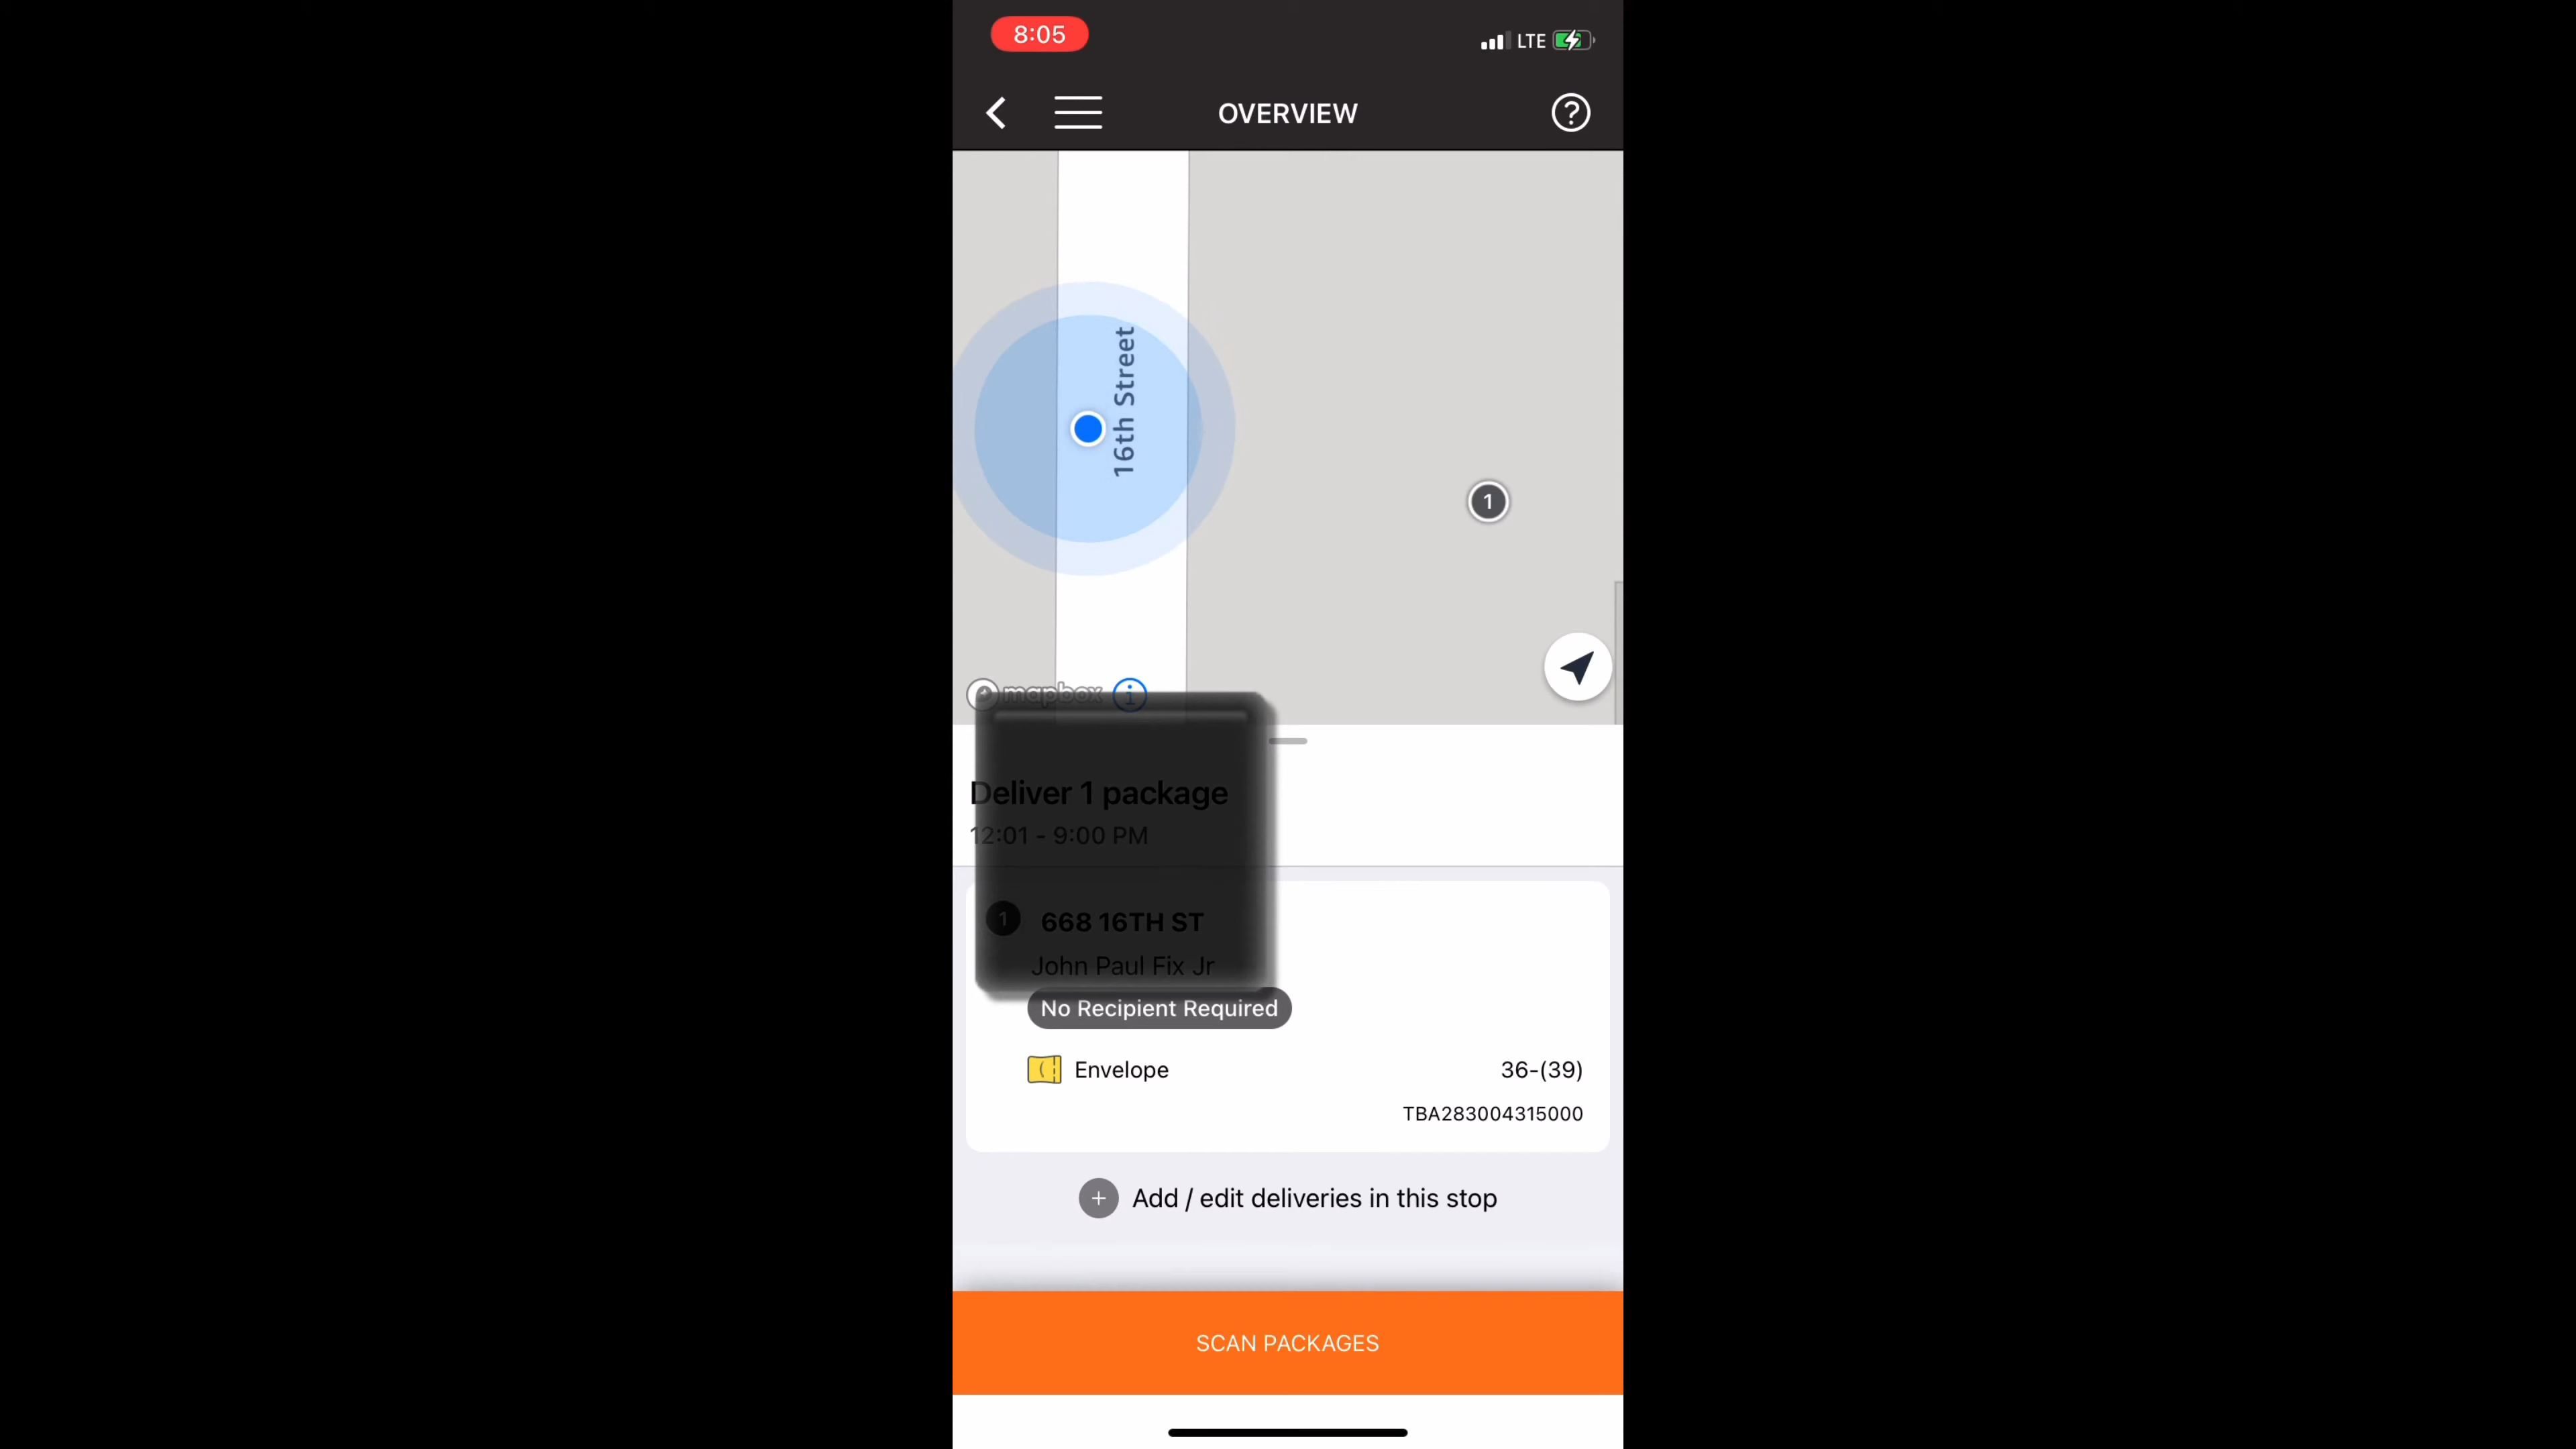 8:05
LTE
OVERVIEW
16th Street
1
mapbox
Deliver 1 package
12:01 - 9:00 PM
1 668 16TH ST
John Paul Fix Jr
No Recipient Required
Envelope 36-(39)
TBA283004315000
+ Add / edit deliveries in this stop
SCAN PACKAGES